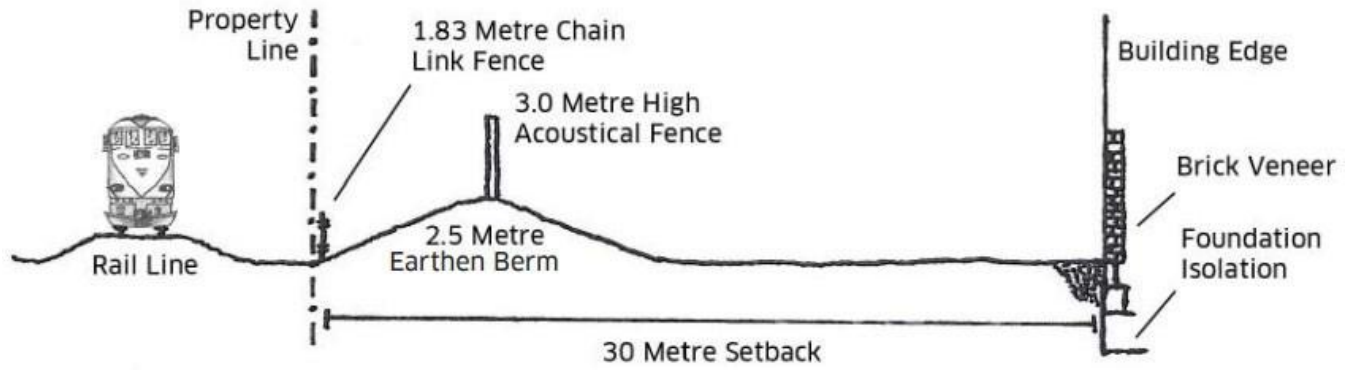 Property
Line
1.83 Metre Chain
Link Fence
3.0 Metre High
Acoustical Fence
Building Edge
Brick Veneer
2.5 Metre
Earthen Berm
Rail Line
Foundation
Isolation
30 Metre Setback